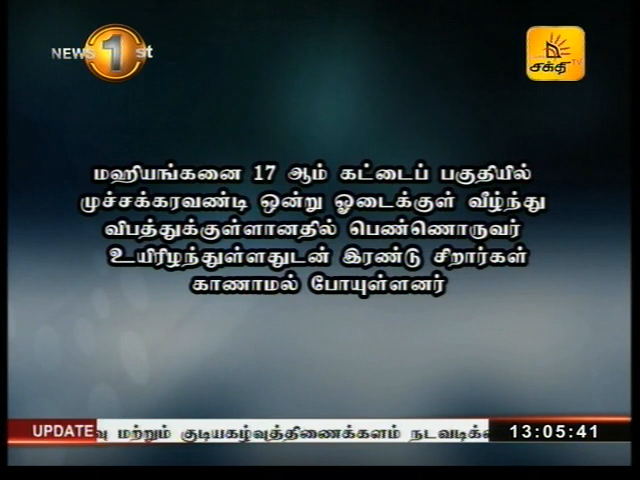 NEWS 1st
சக்தி TV
மஹியங்கனை 17 ஆம் கட்டைப் பகுதியில்
முச்சக்கரவண்டி ஒன்று ஓடைக்குள் வீழ்ந்து
விபத்துக்குள்ளானதில் பெண்ணொருவர்
உயிரிழந்துள்ளதுடன் இரண்டு சிறார்கள்
காணாமல் போயுள்ளனர்
UPDATE மற்றும் குடியகழ்வுத்திணைக்களம் 13:05:41